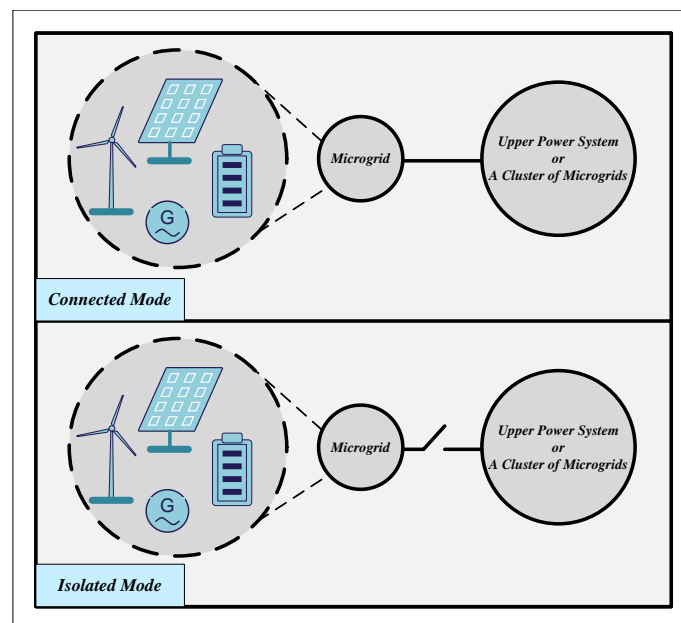 G
Microgrid
Upper Power System
or
A Cluster of Microgrids
Connected Mode
G
Microgrid
Upper Power System
or
A Cluster of Microgrids
Isolated Mode